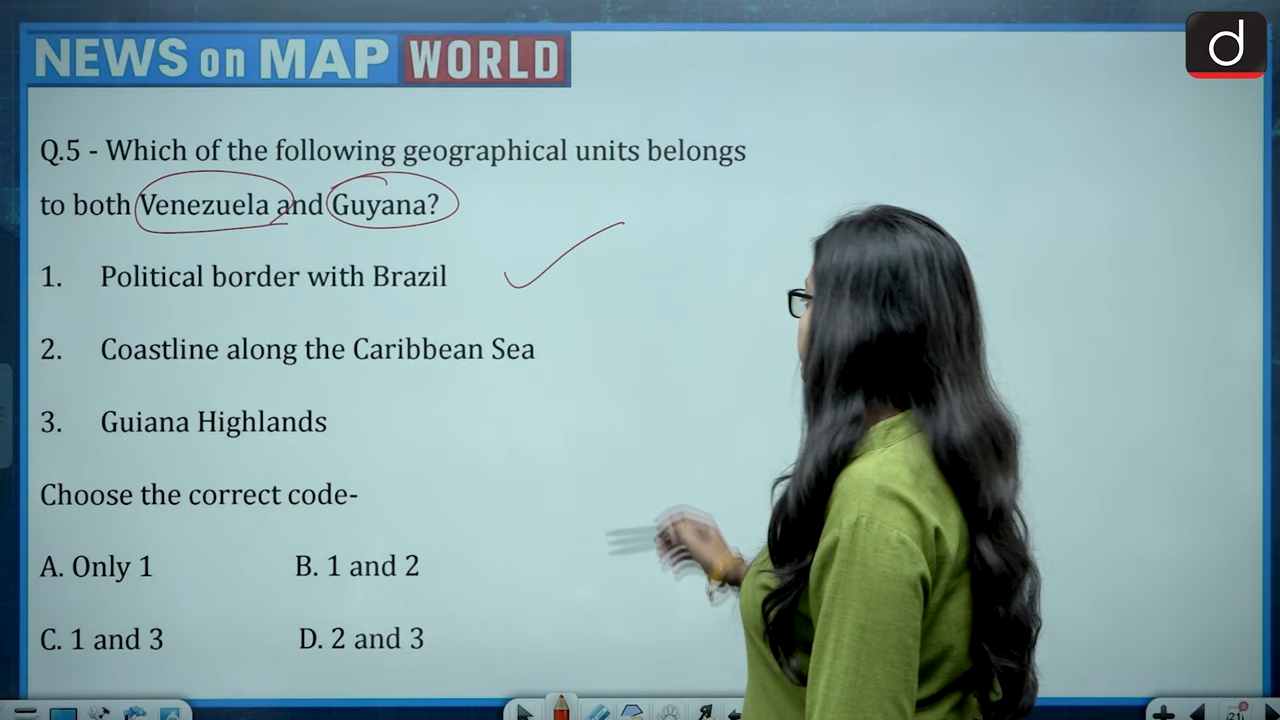 NEWS on MAP WORLD
d
Q.5 - Which of the following geographical units belongs
to both Venezuela and Guyana?
1. Political border with Brazil
2. Coastline along the Caribbean Sea
3. Guiana Highlands
Choose the correct code-
A. Only 1 B. 1 and 2
C. 1 and 3 D. 2 and 3
21